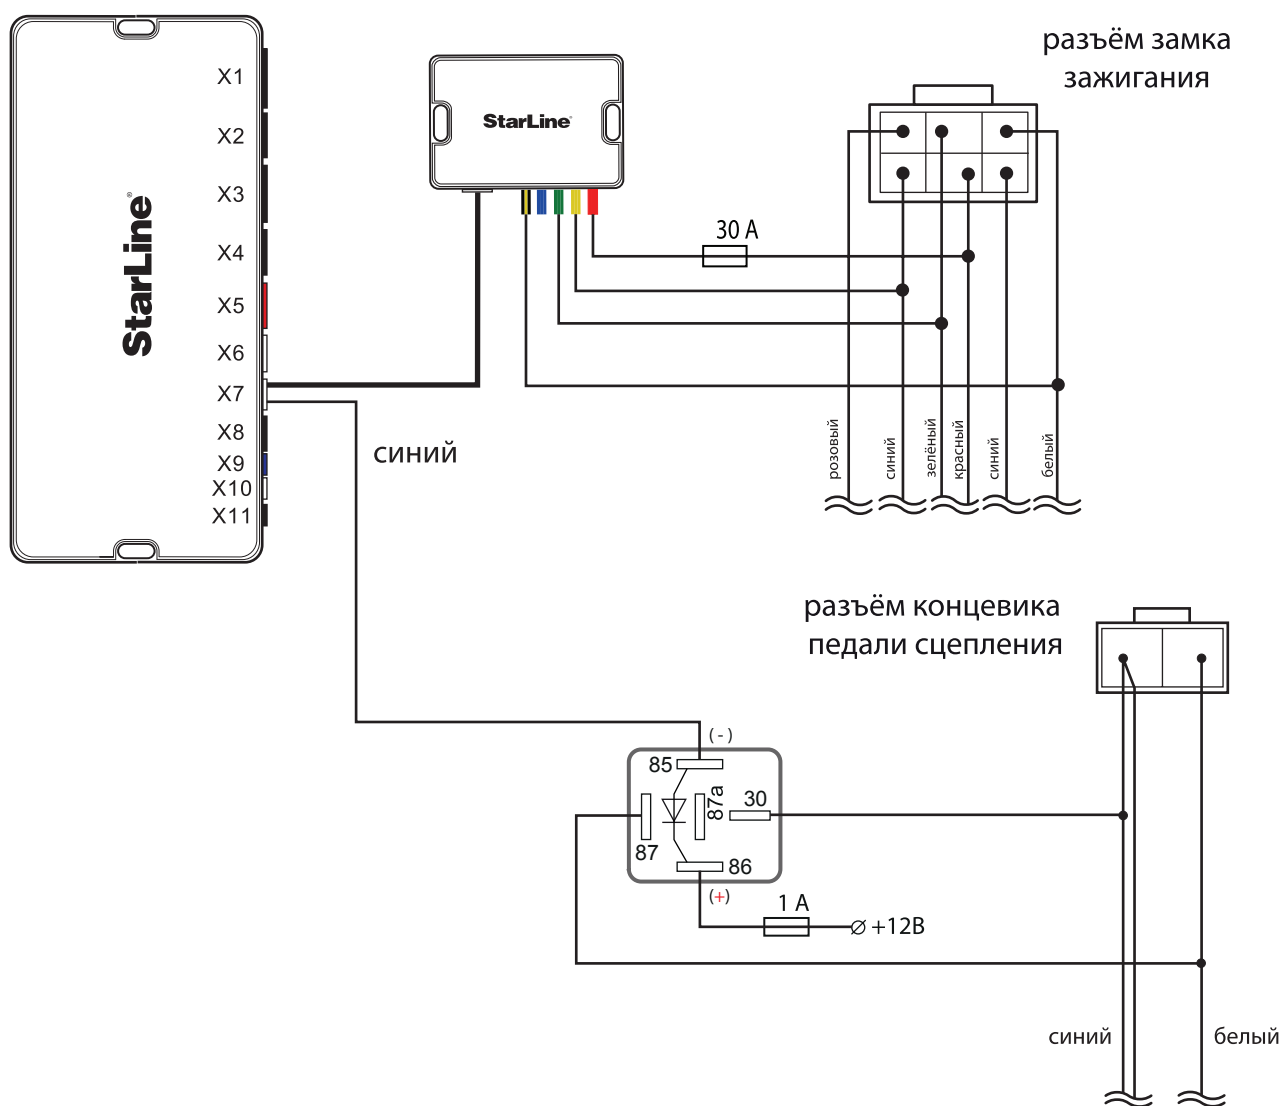 X1
X2
X3
X4
X5
X6
X7
X8
X9
X10
X11
StarLine®
StarLine®
разъём замка
зажигания
30 А
розовый
синий
зелёный
красный
синий
белый
синий
разъём концевика
педали сцепления
(-)
85
87a
30
87
86
(+)
1 А
+12В
синий
белый